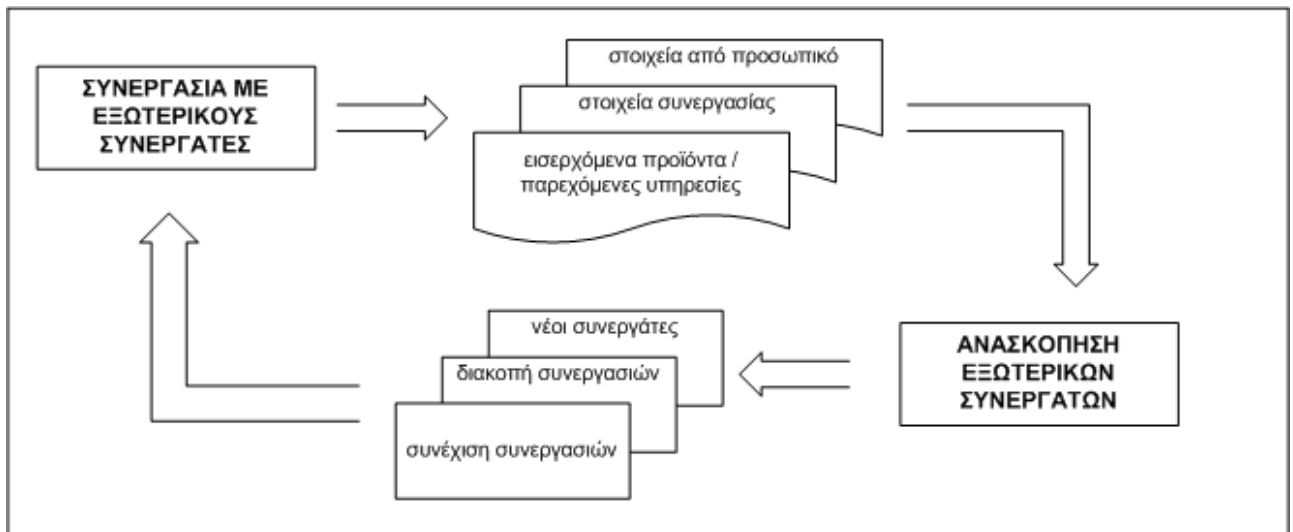 ΣΥΝΕΡΓΑΣΙΑ ΜΕ
ΕΞΩΤΕΡΙΚΟΥΣ
ΣΥΝΕΡΓΑΤΕΣ
στοιχεία από προσωπικό
στοιχεία συνεργασίας
εισερχόμενα προϊόντα /
παρεχόμενες υπηρεσίες
ΑΝΑΣΚΟΠΗΣΗ
ΕΞΩΤΕΡΙΚΩΝ
ΣΥΝΕΡΓΑΤΩΝ
νέοι συνεργάτες
διακοπή συνεργασιών
συνέχιση συνεργασιών